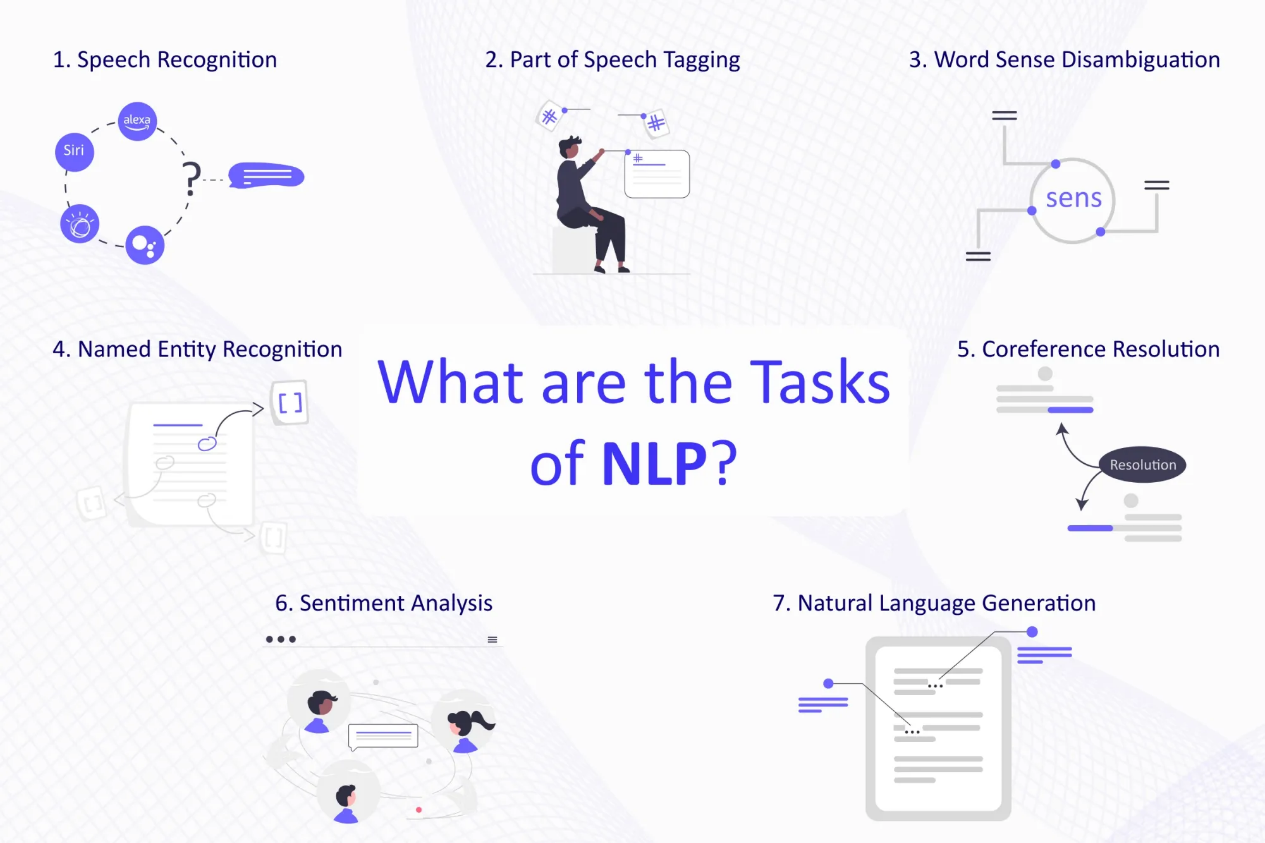 1. Speech Recognition
2. Part of Speech Tagging
3. Word Sense Disambiguation
alexa
Siri
?
#
#
#
sens
4. Named Entity Recognition
[ ]
[ ]
[ ]
What are the Tasks
of NLP?
5. Coreference Resolution
Resolution
6. Sentiment Analysis
7. Natural Language Generation